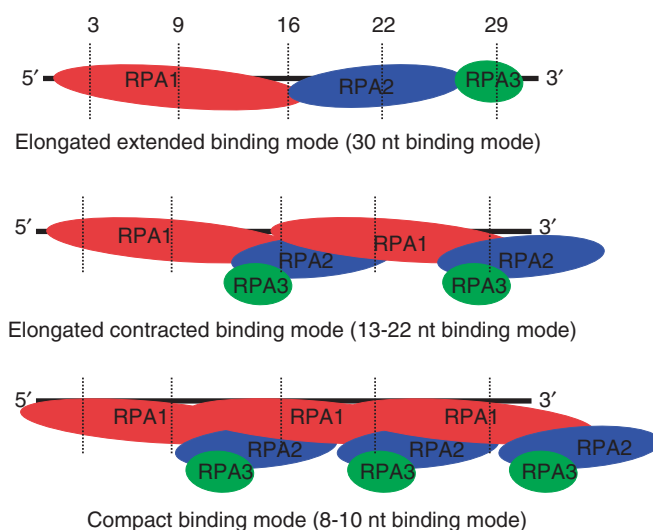 3 9 16 22 29
5′ RPA1 RPA2 RPA3 3′
Elongated extended binding mode (30 nt binding mode)
5′ RPA1 RPA1 3′
RPA2 RPA2
RPA3 RPA3
Elongated contracted binding mode (13-22 nt binding mode)
5′ 3′
RPA1 RPA1 RPA1
RPA2 RPA2 RPA2
RPA3 RPA3 RPA3
Compact binding mode (8-10 nt binding mode)